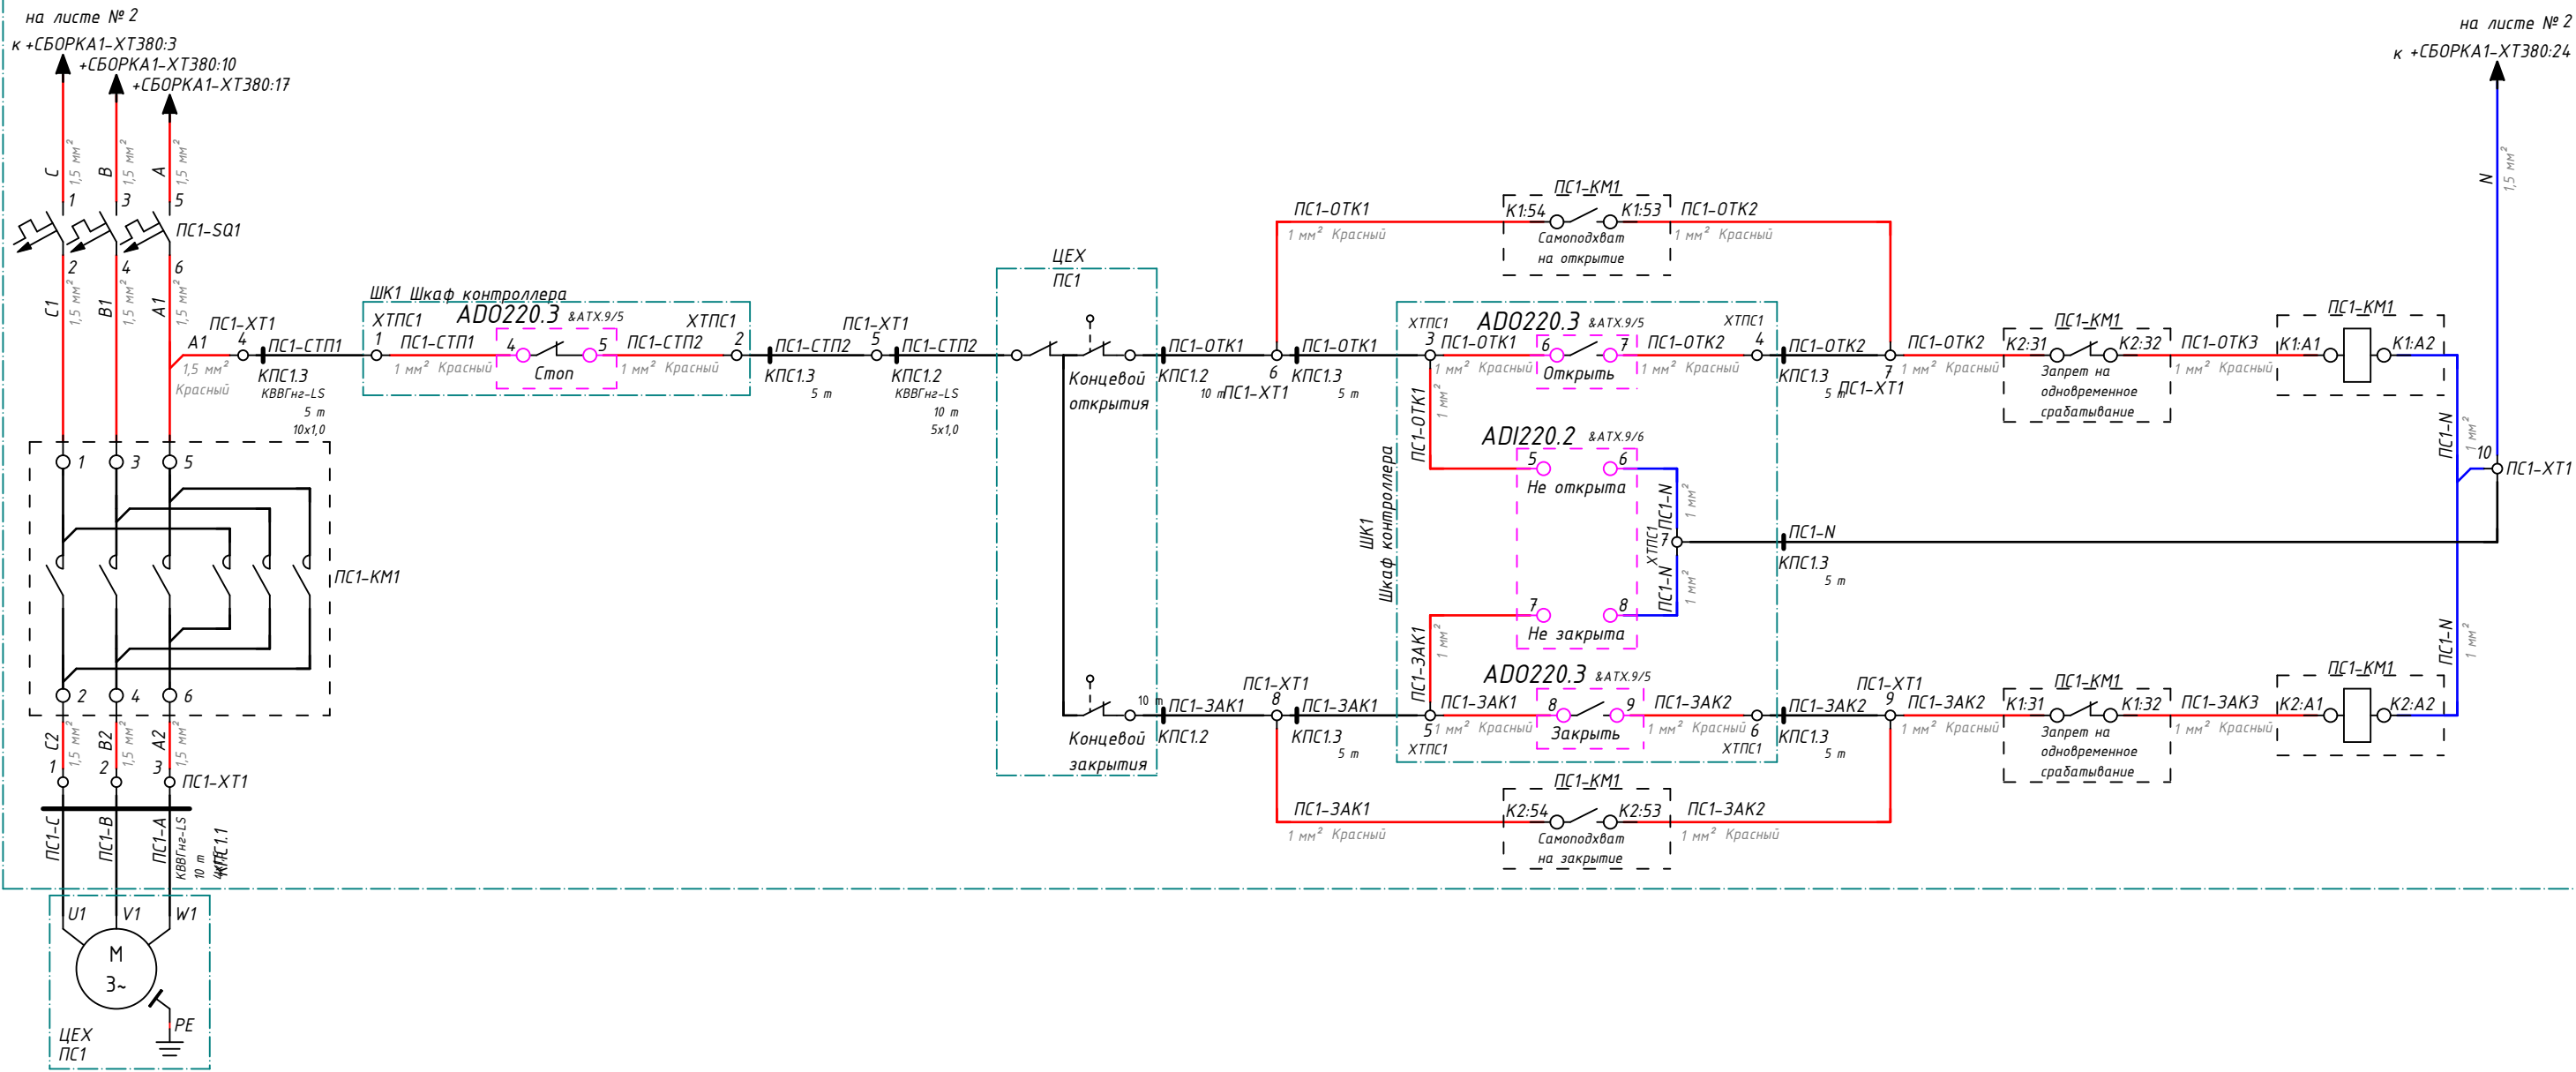 на листе № 2
к +СБОРКА1-ХТ380:3
+СБОРКА1-ХТ380:10
+СБОРКА1-ХТ380:17
C
1,5 мм²
B
1,5 мм²
A
1,5 мм²
1
3
5
ПС1-SQ1
2
4
6
C1
1,5 мм²
B1
1,5 мм²
A1
1,5 мм²
A1
1,5 мм²
Красный
ПС1-ХТ1
4
ПС1-СТП1
КПС1.3
КВВГнг-LS
5 m
10x1,0
ШК1 Шкаф контроллера
ХТПС1
1
ПС1-СТП1
1 мм² Красный
ADO220.3 &АТХ.9/5
4
5
Стоп
ПС1-СТП2
1 мм² Красный
ХТПС1
2
ПС1-СТП2
КПС1.3
5 m
ПС1-ХТ1
5
ПС1-СТП2
КПС1.2
КВВГнг-LS
10 m
5x1,0
ЦЕХ
ПС1
Концевой
открытия
Концевой
закрытия
ПС1-ОТК1
КПС1.2
10 m
6
ПС1-ХТ1
ПС1-ОТК1
КПС1.3
5 m
ПС1-ОТК1
1 мм² Красный
ПС1-КМ1
К1:54
К1:53
Самоподхват
на открытие
ПС1-ОТК2
1 мм² Красный
ХТПС1
3
ПС1-ОТК1
1 мм² Красный
ADO220.3 &АТХ.9/5
6
7
Открыть
ПС1-ОТК2
1 мм² Красный
ХТПС1
4
ПС1-ОТК2
КПС1.3
5 m
ПС1-ХТ1
7
ПС1-ОТК2
1 мм² Красный
ПС1-КМ1
К2:31
К2:32
Запрет на
одновременное
срабатывание
ПС1-ОТК3
1 мм² Красный
ПС1-КМ1
К1:А1
К1:А2
ПС1-N
1 мм²
на листе № 2
к +СБОРКА1-ХТ380:24
N
1,5 мм²
10
ПС1-ХТ1
ПС1-ОТК1
1 мм²
ADI220.2 &АТХ.9/6
5
6
Не открыта
7
8
Не закрыта
ПС1-N
1 мм²
ХТПС1
7
ПС1-N
1 мм²
ПС1-N
КПС1.3
5 m
ШК1
Шкаф контроллера
ПС1-ЗАК1
1 мм²
10 m
ПС1-ЗАК1
КПС1.2
ПС1-ХТ1
8
ПС1-ЗАК1
КПС1.3
5 m
5
ХТПС1
ПС1-ЗАК1
1 мм² Красный
ADO220.3 &АТХ.9/5
8
9
Закрыть
ПС1-ЗАК2
1 мм² Красный
6
ХТПС1
ПС1-ЗАК2
КПС1.3
5 m
ПС1-ХТ1
9
ПС1-ЗАК2
1 мм² Красный
ПС1-КМ1
К1:31
К1:32
Запрет на
одновременное
срабатывание
ПС1-ЗАК3
1 мм² Красный
ПС1-КМ1
К2:А1
К2:А2
ПС1-N
1 мм²
ПС1-ЗАК1
1 мм² Красный
ПС1-КМ1
К2:54
К2:53
Самоподхват
на закрытие
ПС1-ЗАК2
1 мм² Красный
1
3
5
ПС1-КМ1
2
4
6
C2
1,5 мм²
B2
1,5 мм²
A2
1,5 мм²
1
2
3
ПС1-ХТ1
ПС1-C
ПС1-B
ПС1-A
КВВГнг-LS
10 m
КПС1.1
U1
V1
W1
M
3~
PE
ЦЕХ
ПС1